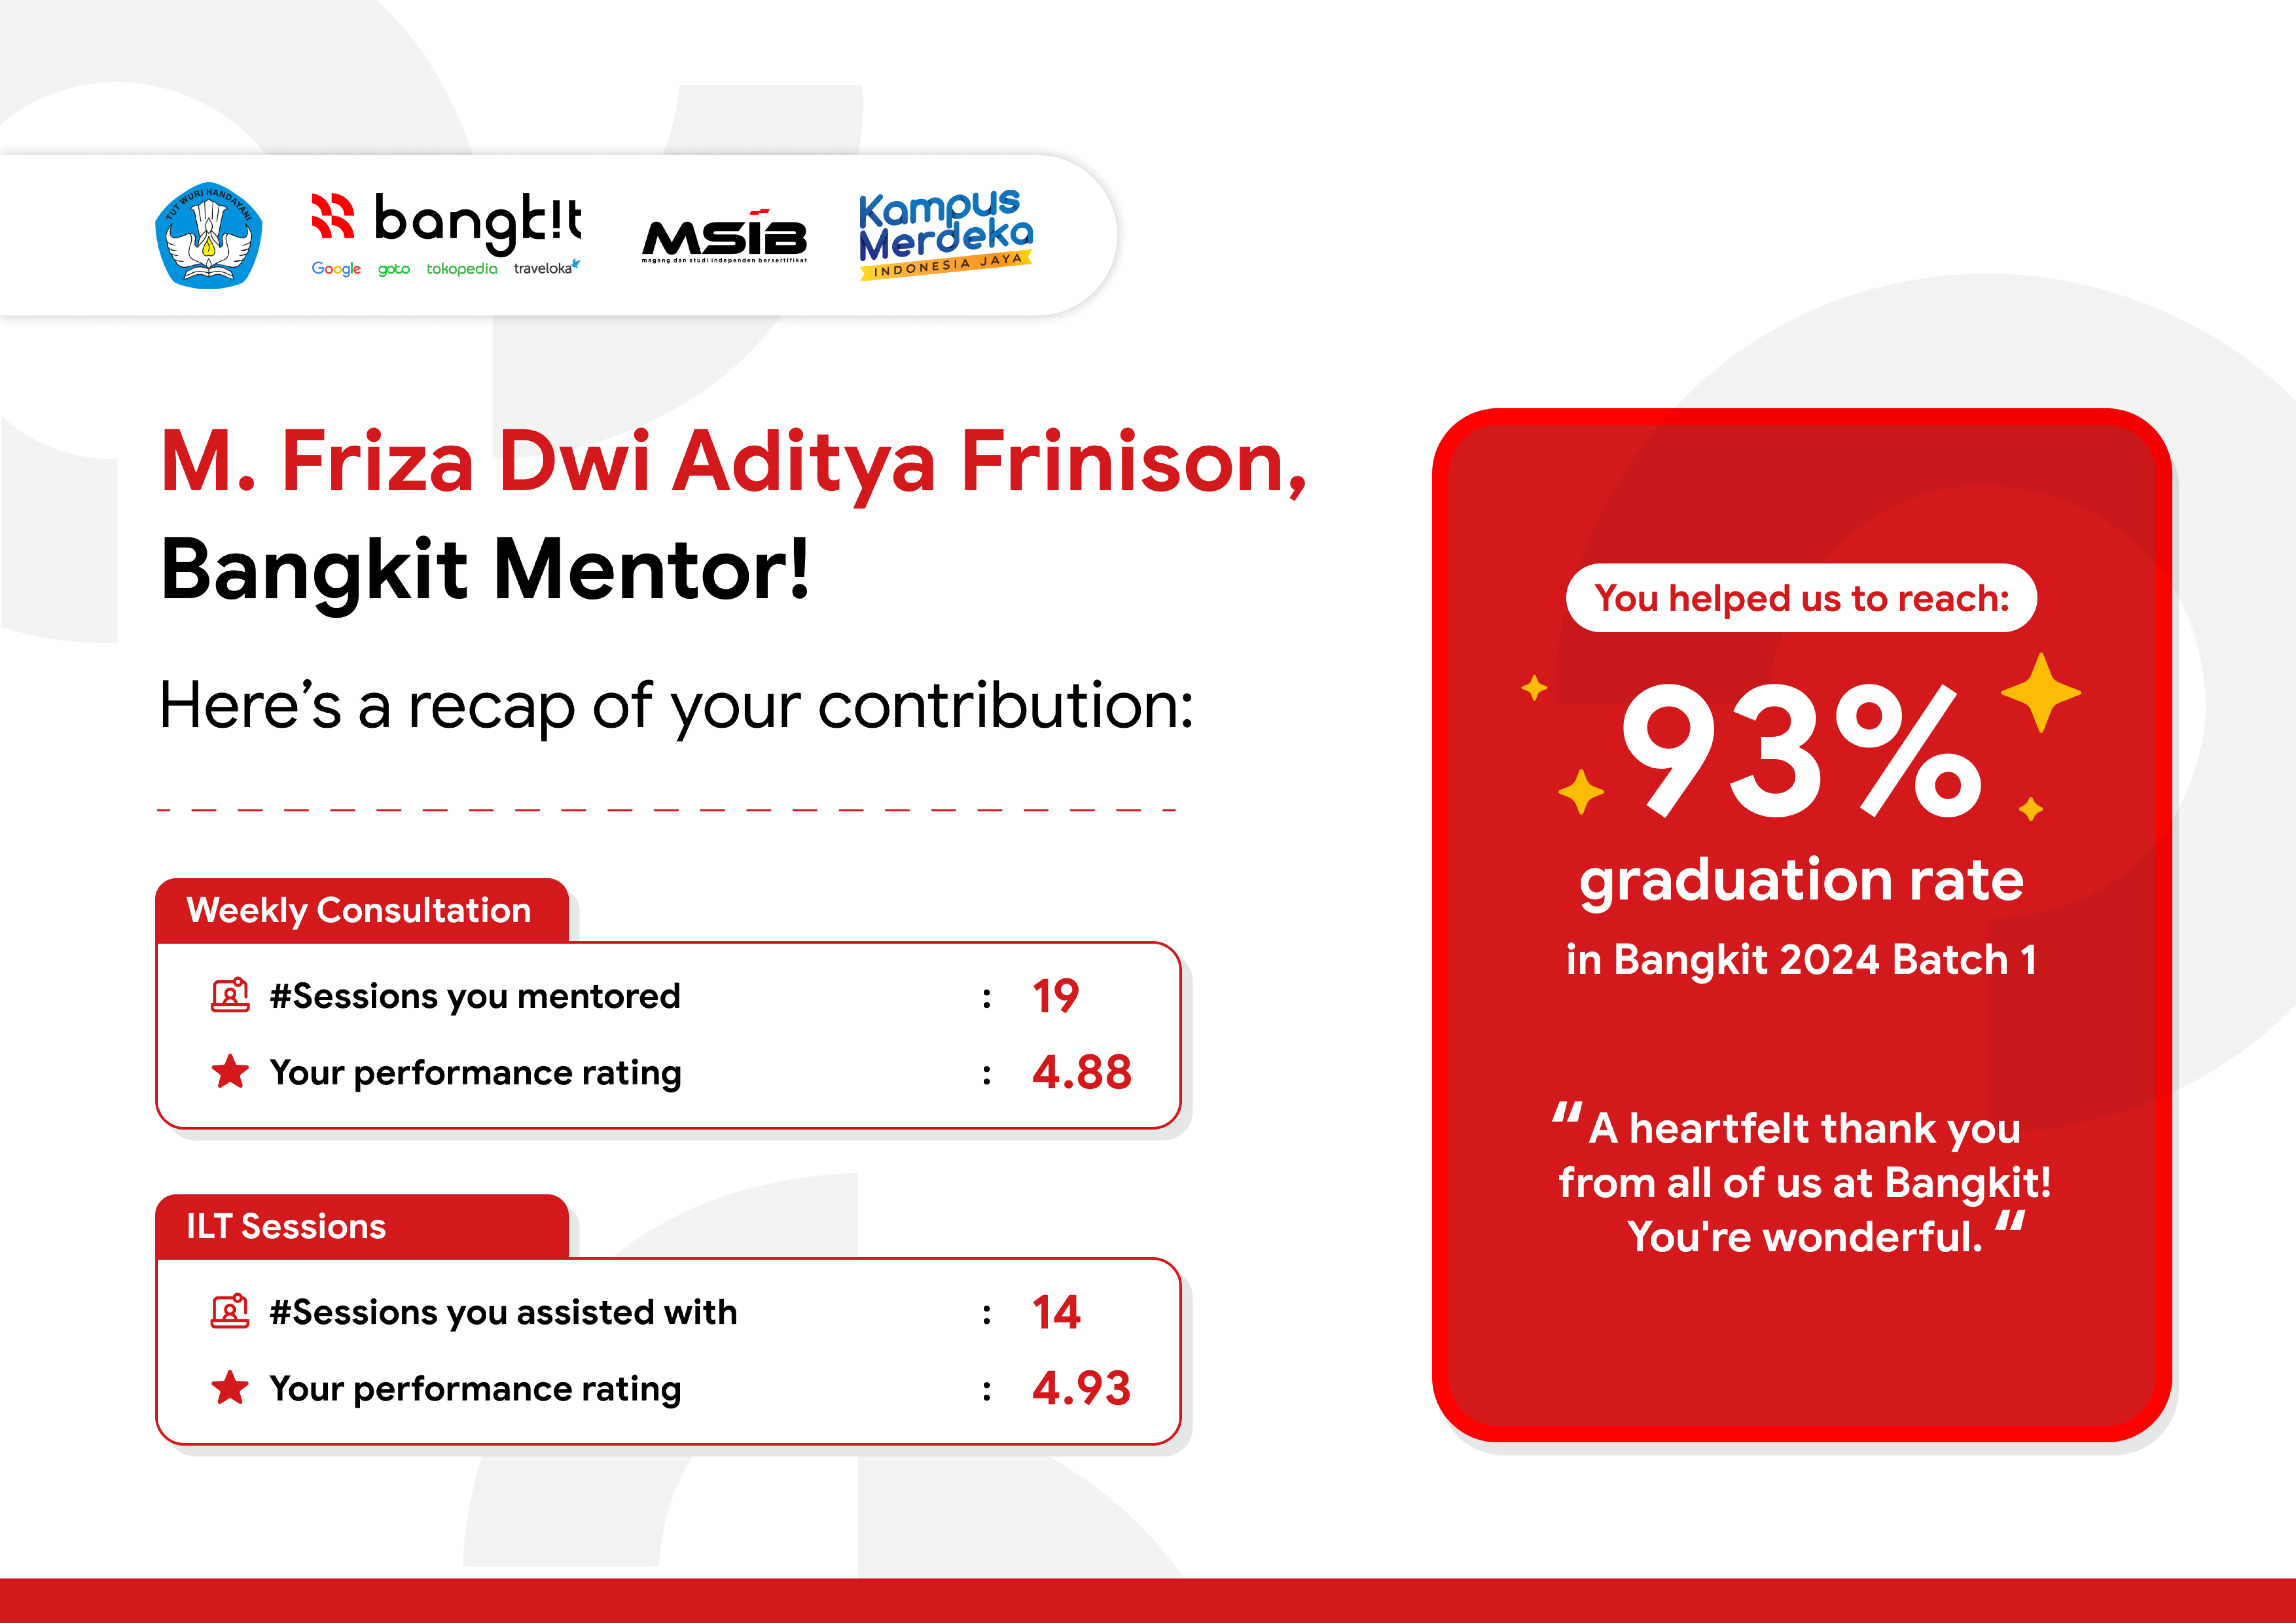 TUT WURI HANDAYANI
bangk!t
Google goto tokopedia traveloka
MSIB
magang dan studi independen bersertifikat
Kampus
Merdeka
INDONESIA JAYA
M. Friza Dwi Aditya Frinison,
Bangkit Mentor!
Here’s a recap of your contribution:
Weekly Consultation
#Sessions you mentored : 19
Your performance rating : 4.88
ILT Sessions
#Sessions you assisted with : 14
Your performance rating : 4.93
You helped us to reach:
93%
graduation rate
in Bangkit 2024 Batch 1
“A heartfelt thank you
from all of us at Bangkit!
You're wonderful. “